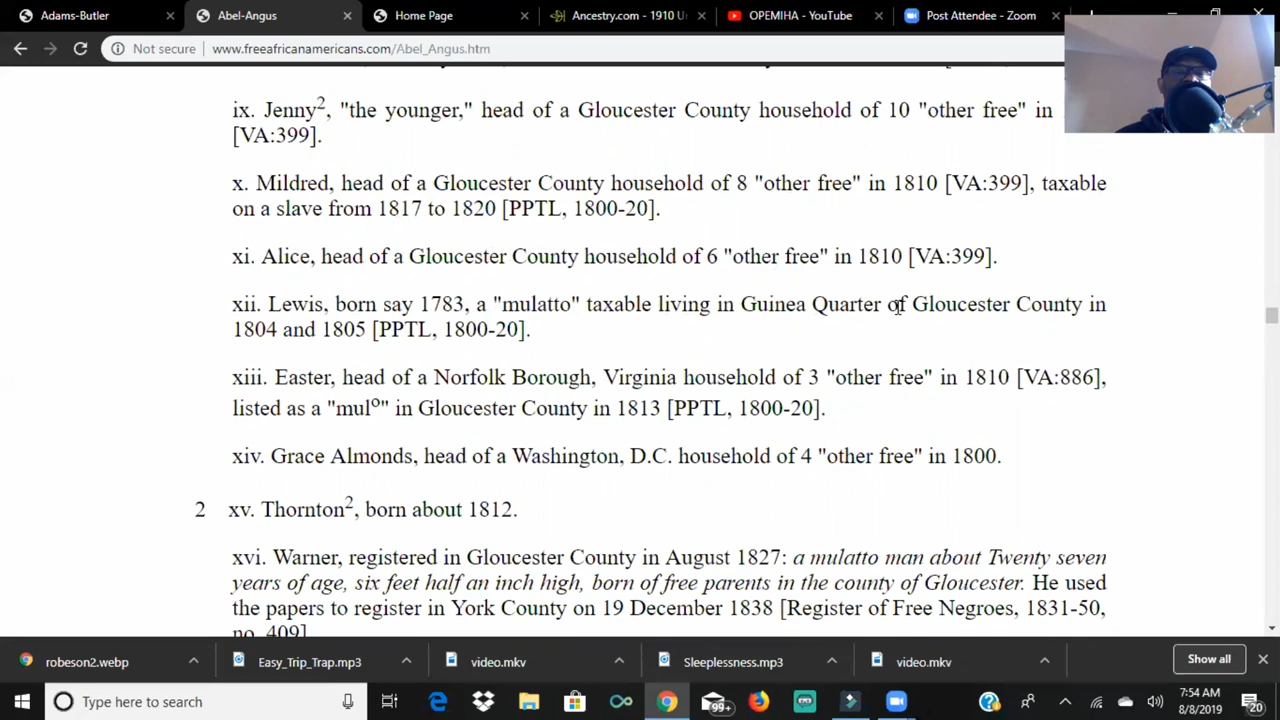 Adams-Butler
Abel-Angus
Home Page
Ancestry.com - 1910 U
OPEMIHA - YouTube
Post Attendee - Zoom
Not secure
www.freeafricanamericans.com/Abel_Angus.htm
ix. Jenny2, "the younger," head of a Gloucester County household of 10 "other free" in
[VA:399].
x. Mildred, head of a Gloucester County household of 8 "other free" in 1810 [VA:399], taxable
on a slave from 1817 to 1820 [PPTL, 1800-20].
xi. Alice, head of a Gloucester County household of 6 "other free" in 1810 [VA:399].
xii. Lewis, born say 1783, a "mulatto" taxable living in Guinea Quarter of Gloucester County in
1804 and 1805 [PPTL, 1800-20].
xiii. Easter, head of a Norfolk Borough, Virginia household of 3 "other free" in 1810 [VA:886],
listed as a "mulo" in Gloucester County in 1813 [PPTL, 1800-20].
xiv. Grace Almonds, head of a Washington, D.C. household of 4 "other free" in 1800.
2 xv. Thornton2, born about 1812.
xvi. Warner, registered in Gloucester County in August 1827: a mulatto man about Twenty seven
years of age, six feet half an inch high, born of free parents in the county of Gloucester. He used
the papers to register in York County on 19 December 1838 [Register of Free Negroes, 1831-50,
no. 409]
robeson2.webp
Easy_Trip_Trap.mp3
video.mkv
Sleeplessness.mp3
video.mkv
Show all
Type here to search
99+
7:54 AM
8/8/2019
20